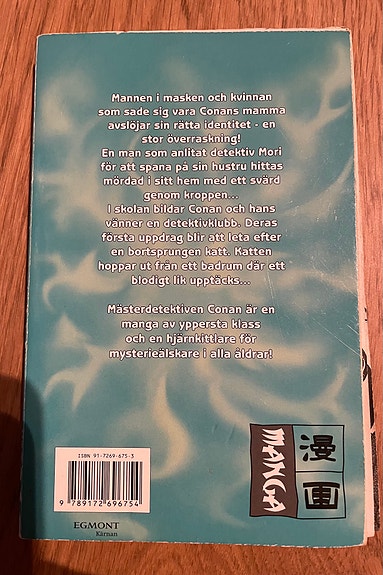 Mannen i masken och kvinnan
som sade sig vara Conans mamma
avslöjar sin rätta identitet - en
stor överraskning!
En man som anlitat detektiv Mori
för att spana på sin hustru hittas
mördad i sitt hem med ett svärd
genom kroppen...
I skolan bildar Conan och hans
vänner en detektivklubb. Deras
första uppdrag blir att leta efter
en bortsprungen katt. Katten
hoppar ut från ett badrum där ett
blodigt lik upptäcks...
Mästerdetektiven Conan är en
manga av yppersta klass
och en hjärnkittlare för
mysterieälskare i alla åldrar!
MANGA
漫画
ISBN 91-7269-675-3
9 789172 696754
EGMONT
Kärnan